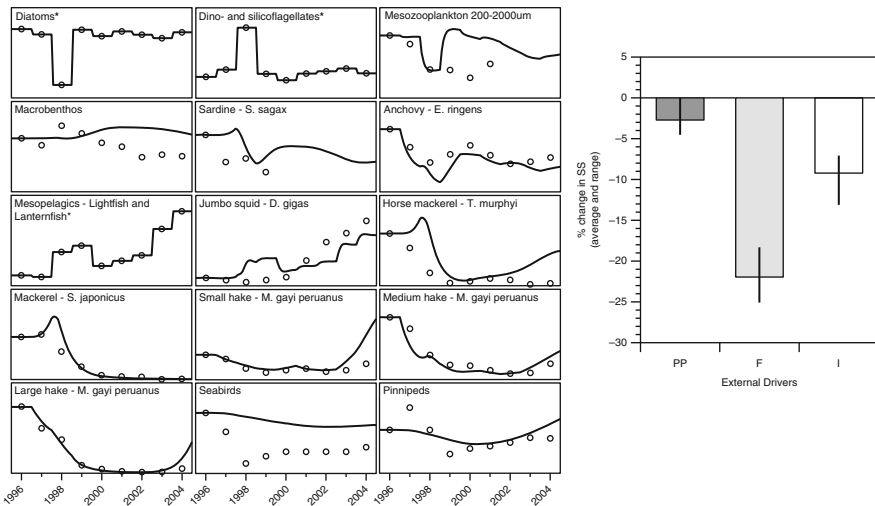 Diatoms*
Dino- and silicoflagellates*
Mesozooplankton 200-2000um
Macrobenthos
Sardine - S. sagax
Anchovy - E. ringens
Mesopelagics - Lightfish and
Lanternfish*
Jumbo squid - D. gigas
Horse mackerel - T. murphyi
Mackerel - S. japonicus
Small hake - M. gayi peruanus
Medium hake - M. gayi peruanus
Large hake - M. gayi peruanus
Seabirds
Pinnipeds
1996 1998 2000 2002 2004
1996 1998 2000 2002 2004
1996 1998 2000 2002 2004
% change in SS
(average and range)
5
0
−5
−10
−15
−20
−25
−30
PP F I
External Drivers